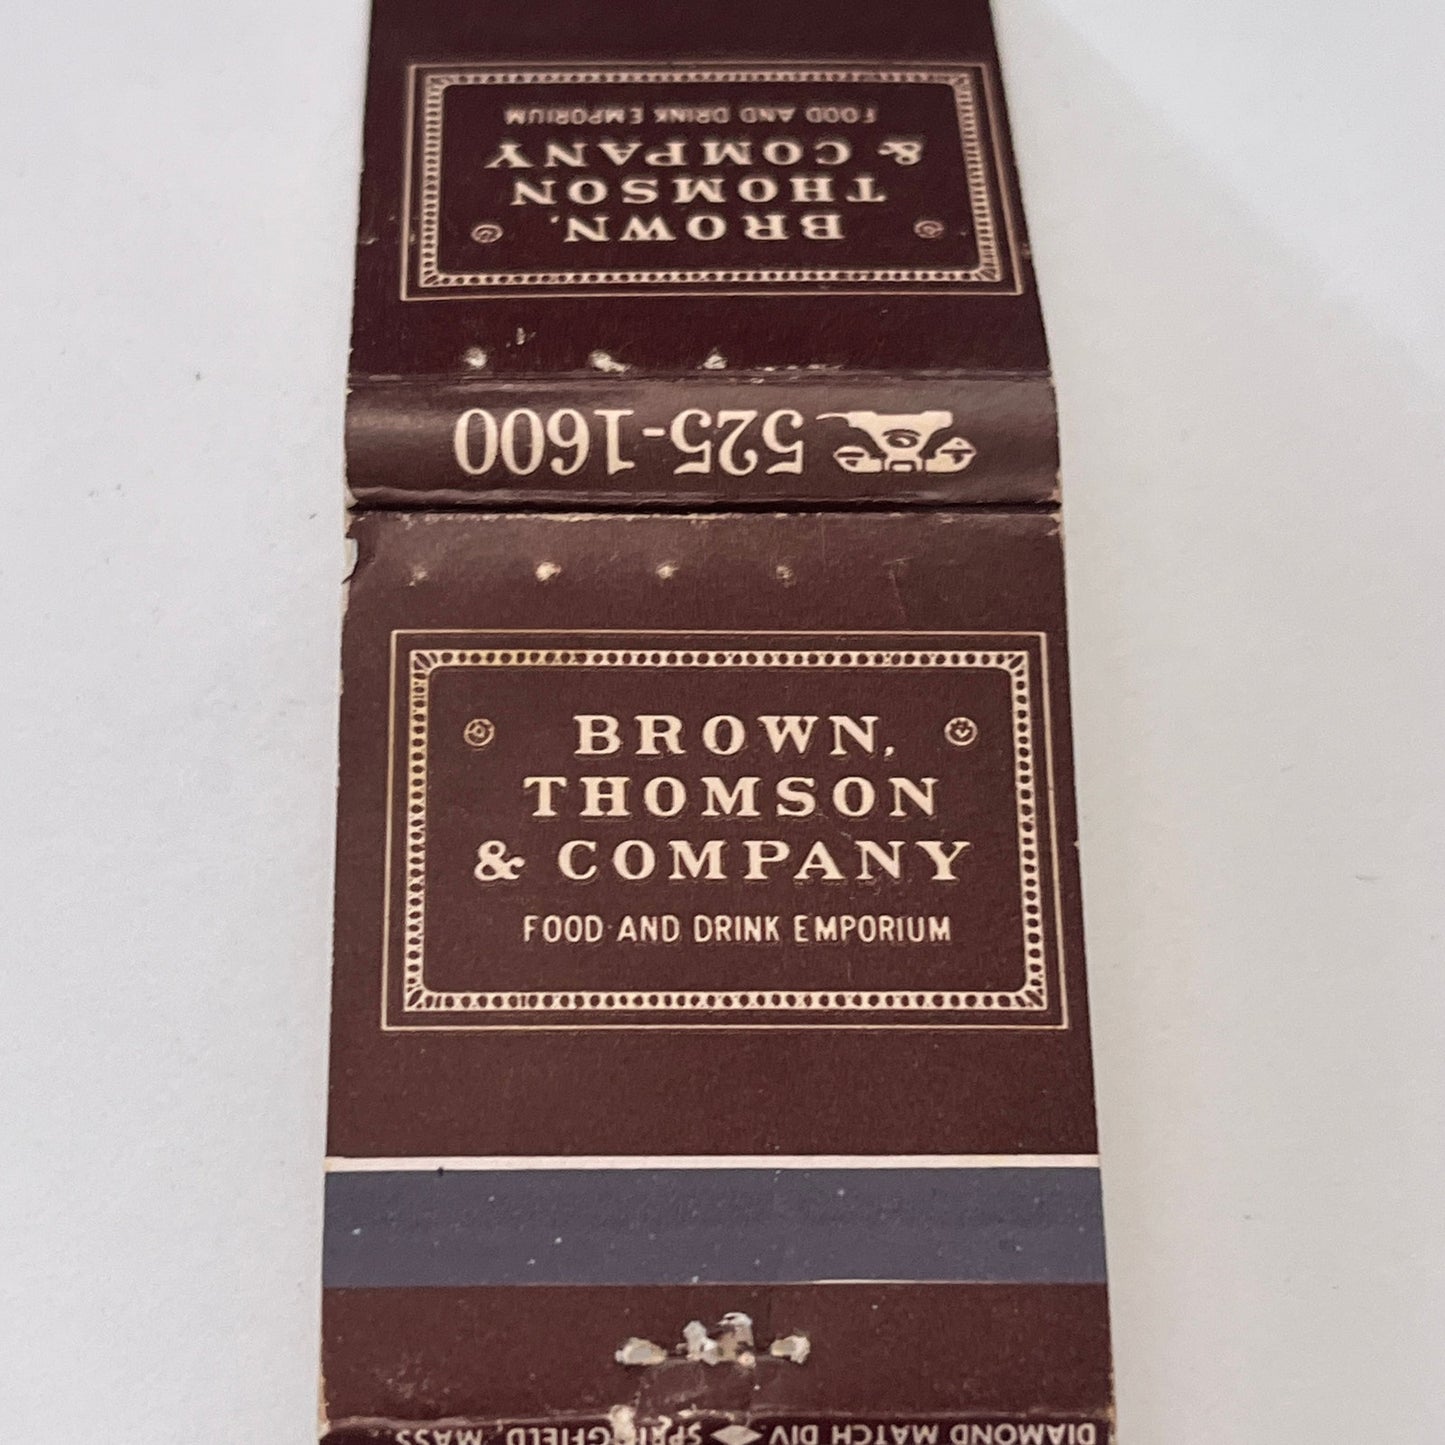 BROWN,
THOMSON
& COMPANY
FOOD AND DRINK EMPORIUM
525-1600
BROWN,
THOMSON
& COMPANY
FOOD AND DRINK EMPORIUM
DIAMOND MATCH DIV. SPRINGFIELD, MASS.